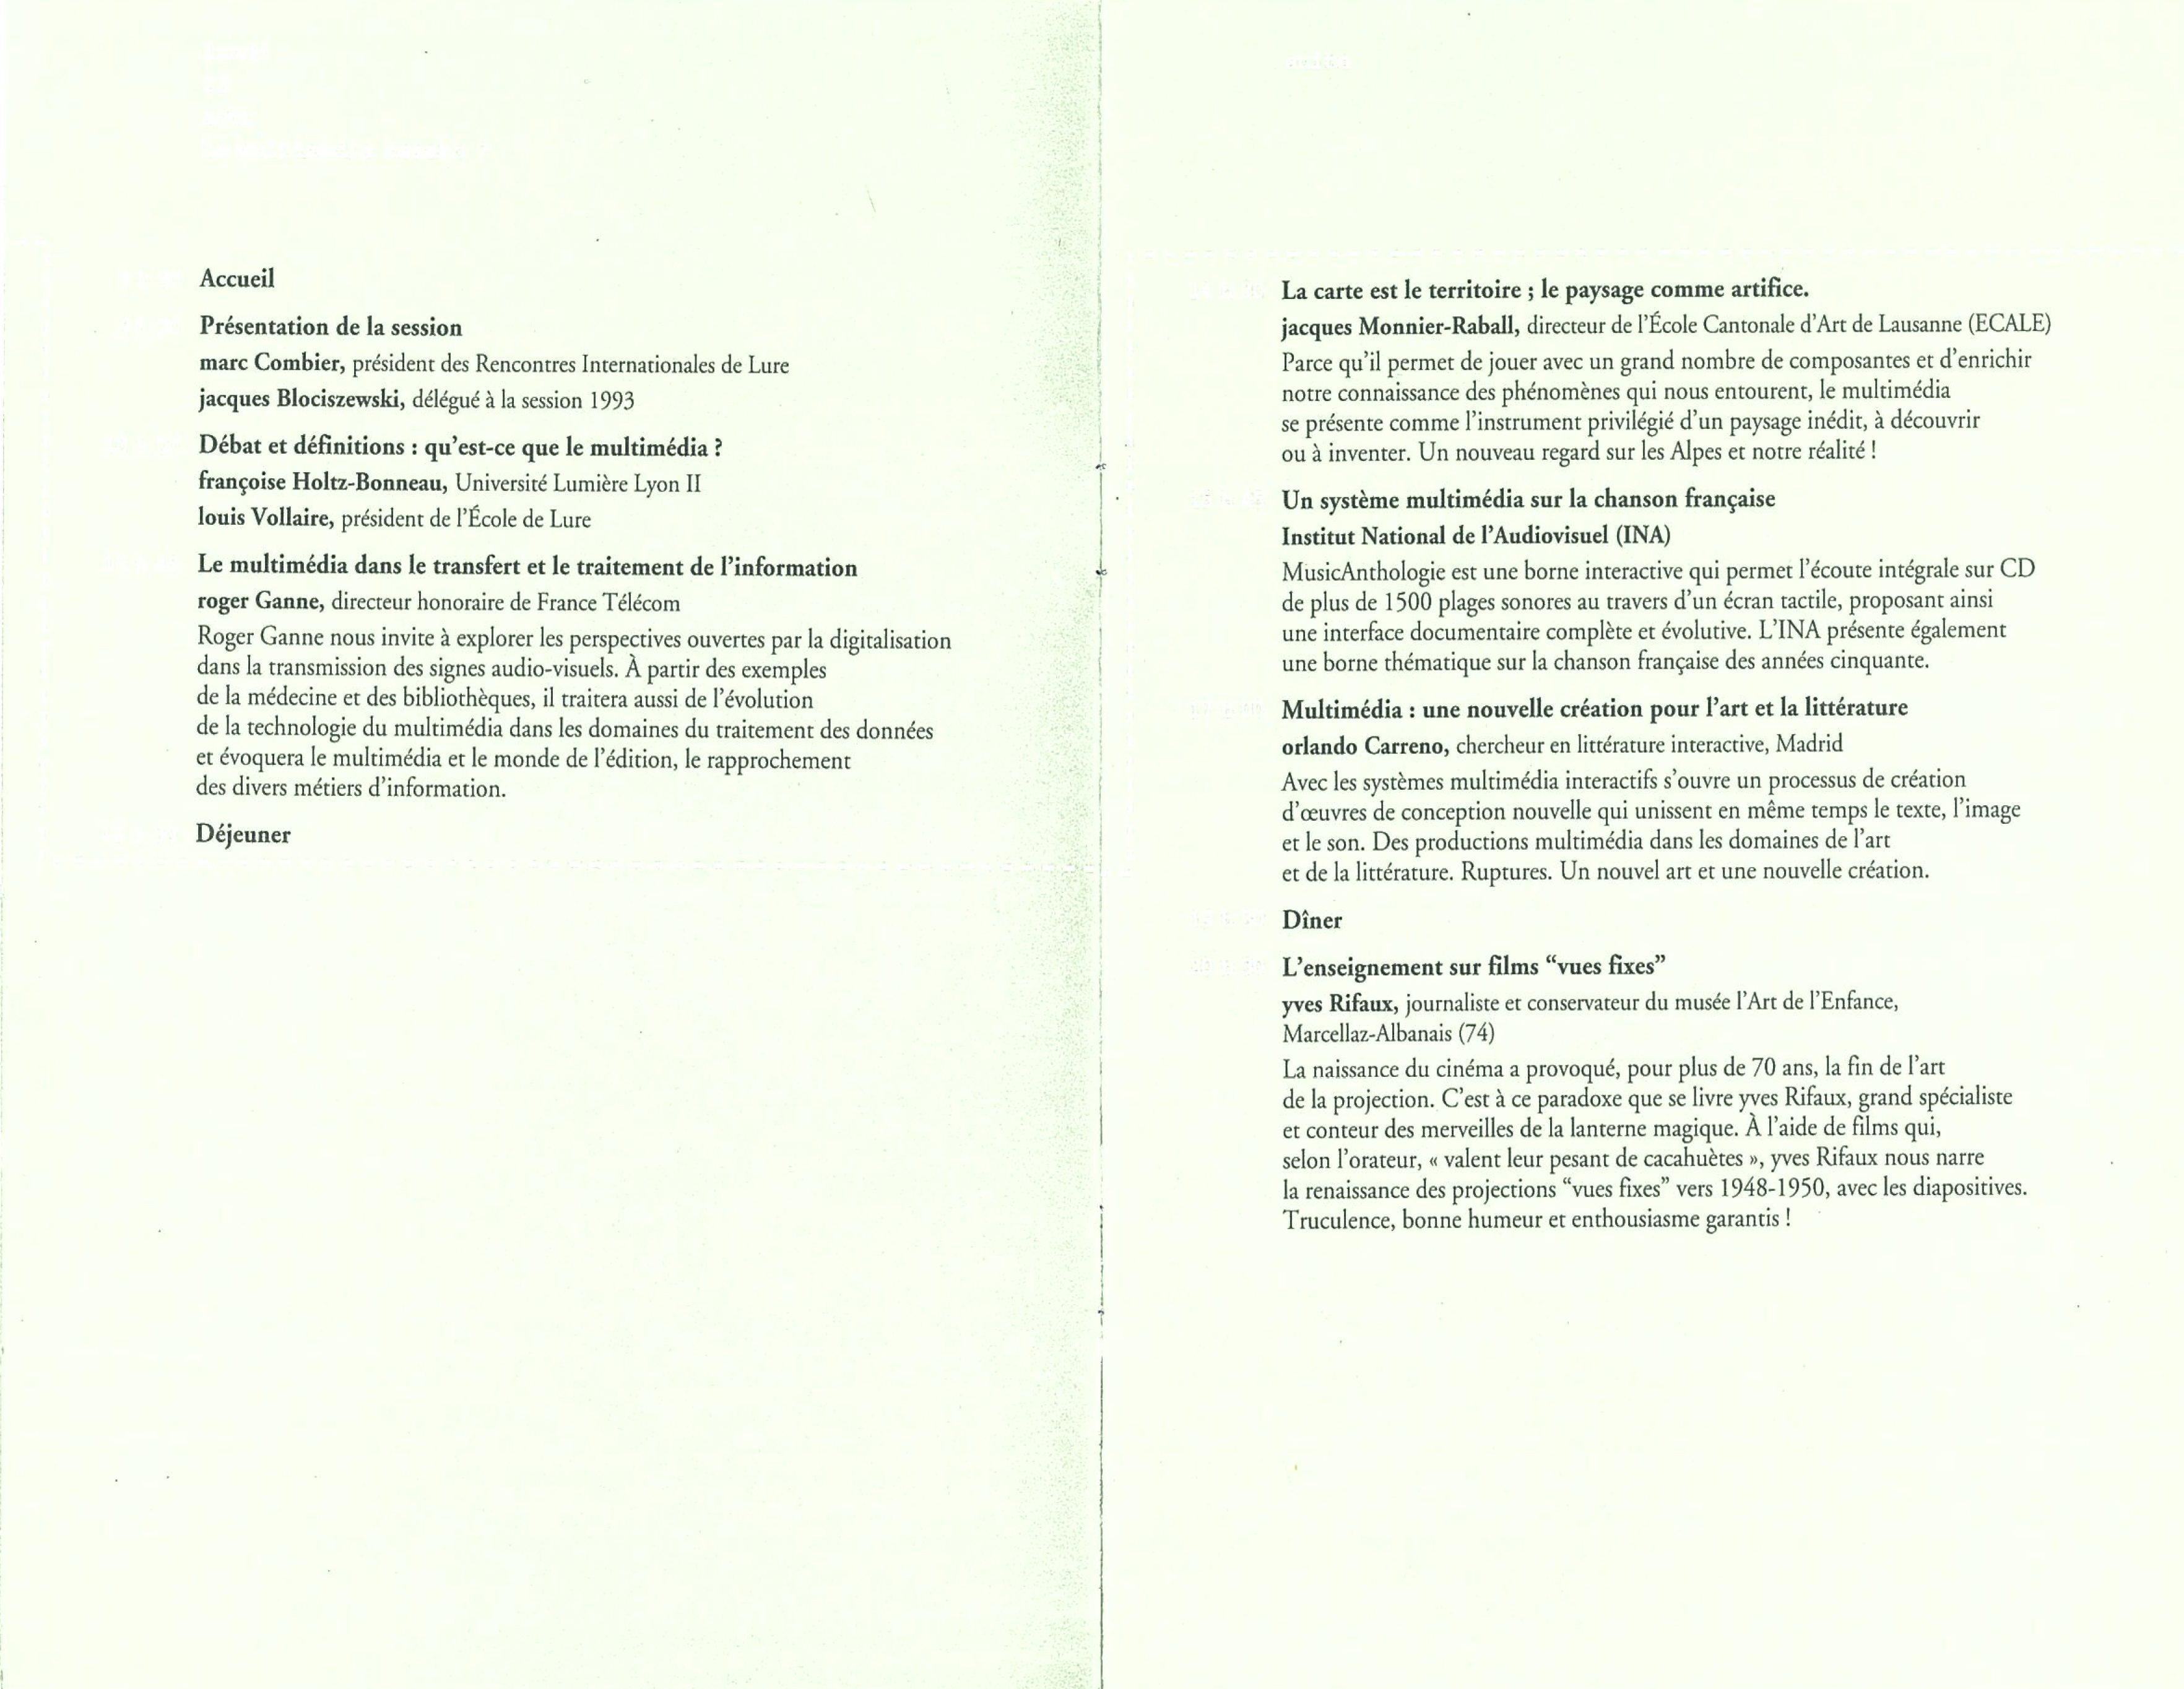 Accueil
Présentation de la session
marc Combier, président des Rencontres Internationales de Lure
jacques Blociszewski, délégué à la session 1993
Débat et définitions : qu'est-ce que le multimédia ?
françoise Holtz-Bonneau, Université Lumière Lyon II
louis Vollaire, président de l'École de Lure
Le multimédia dans le transfert et le traitement de l'information
roger Ganne, directeur honoraire de France Télécom
Roger Ganne nous invite à explorer les perspectives ouvertes par la digitalisation
dans la transmission des signes audio-visuels. À partir des exemples
de la médecine et des bibliothèques, il traitera aussi de l'évolution
de la technologie du multimédia dans les domaines du traitement des données
et évoquera le multimédia et le monde de l'édition, le rapprochement
des divers métiers d'information.
Déjeuner
La carte est le territoire ; le paysage comme artifice.
jacques Monnier-Raball, directeur de l'École Cantonale d'Art de Lausanne (ECALE)
Parce qu'il permet de jouer avec un grand nombre de composantes et d'enrichir
notre connaissance des phénomènes qui nous entourent, le multimédia
se présente comme l'instrument privilégié d'un paysage inédit, à découvrir
ou à inventer. Un nouveau regard sur les Alpes et notre réalité !
Un système multimédia sur la chanson française
Institut National de l'Audiovisuel (INA)
MusicAnthologie est une borne interactive qui permet l'écoute intégrale sur CD
de plus de 1500 plages sonores au travers d'un écran tactile, proposant ainsi
une interface documentaire complète et évolutive. L'INA présente également
une borne thématique sur la chanson française des années cinquante.
Multimédia : une nouvelle création pour l'art et la littérature
orlando Carreno, chercheur en littérature interactive, Madrid
Avec les systèmes multimédia interactifs s'ouvre un processus de création
d'œuvres de conception nouvelle qui unissent en même temps le texte, l'image
et le son. Des productions multimédia dans les domaines de l'art
et de la littérature. Ruptures. Un nouvel art et une nouvelle création.
Dîner
L'enseignement sur films “vues fixes”
yves Rifaux, journaliste et conservateur du musée l'Art de l'Enfance,
Marcellaz-Albanais (74)
La naissance du cinéma a provoqué, pour plus de 70 ans, la fin de l'art
de la projection. C'est à ce paradoxe que se livre yves Rifaux, grand spécialiste
et conteur des merveilles de la lanterne magique. À l'aide de films qui,
selon l'orateur, « valent leur pesant de cacahuètes », yves Rifaux nous narre
la renaissance des projections “vues fixes” vers 1948-1950, avec les diapositives.
Truculence, bonne humeur et enthousiasme garantis !